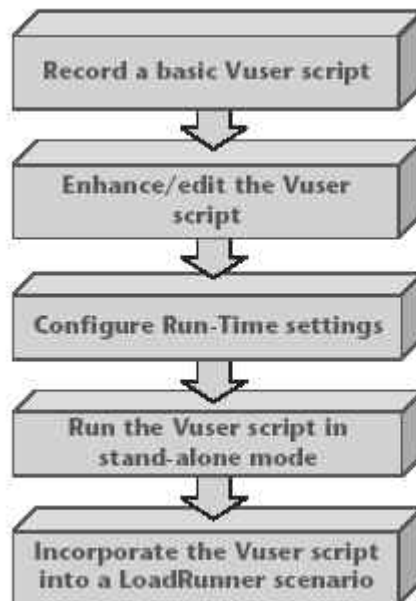 Record a basic Vuser script
Enhance/edit the Vuser
script
Configure Run-Time settings
Run the Vuser script in
stand-alone mode
Incorporate the Vuser script
into a LoadRunner scenario